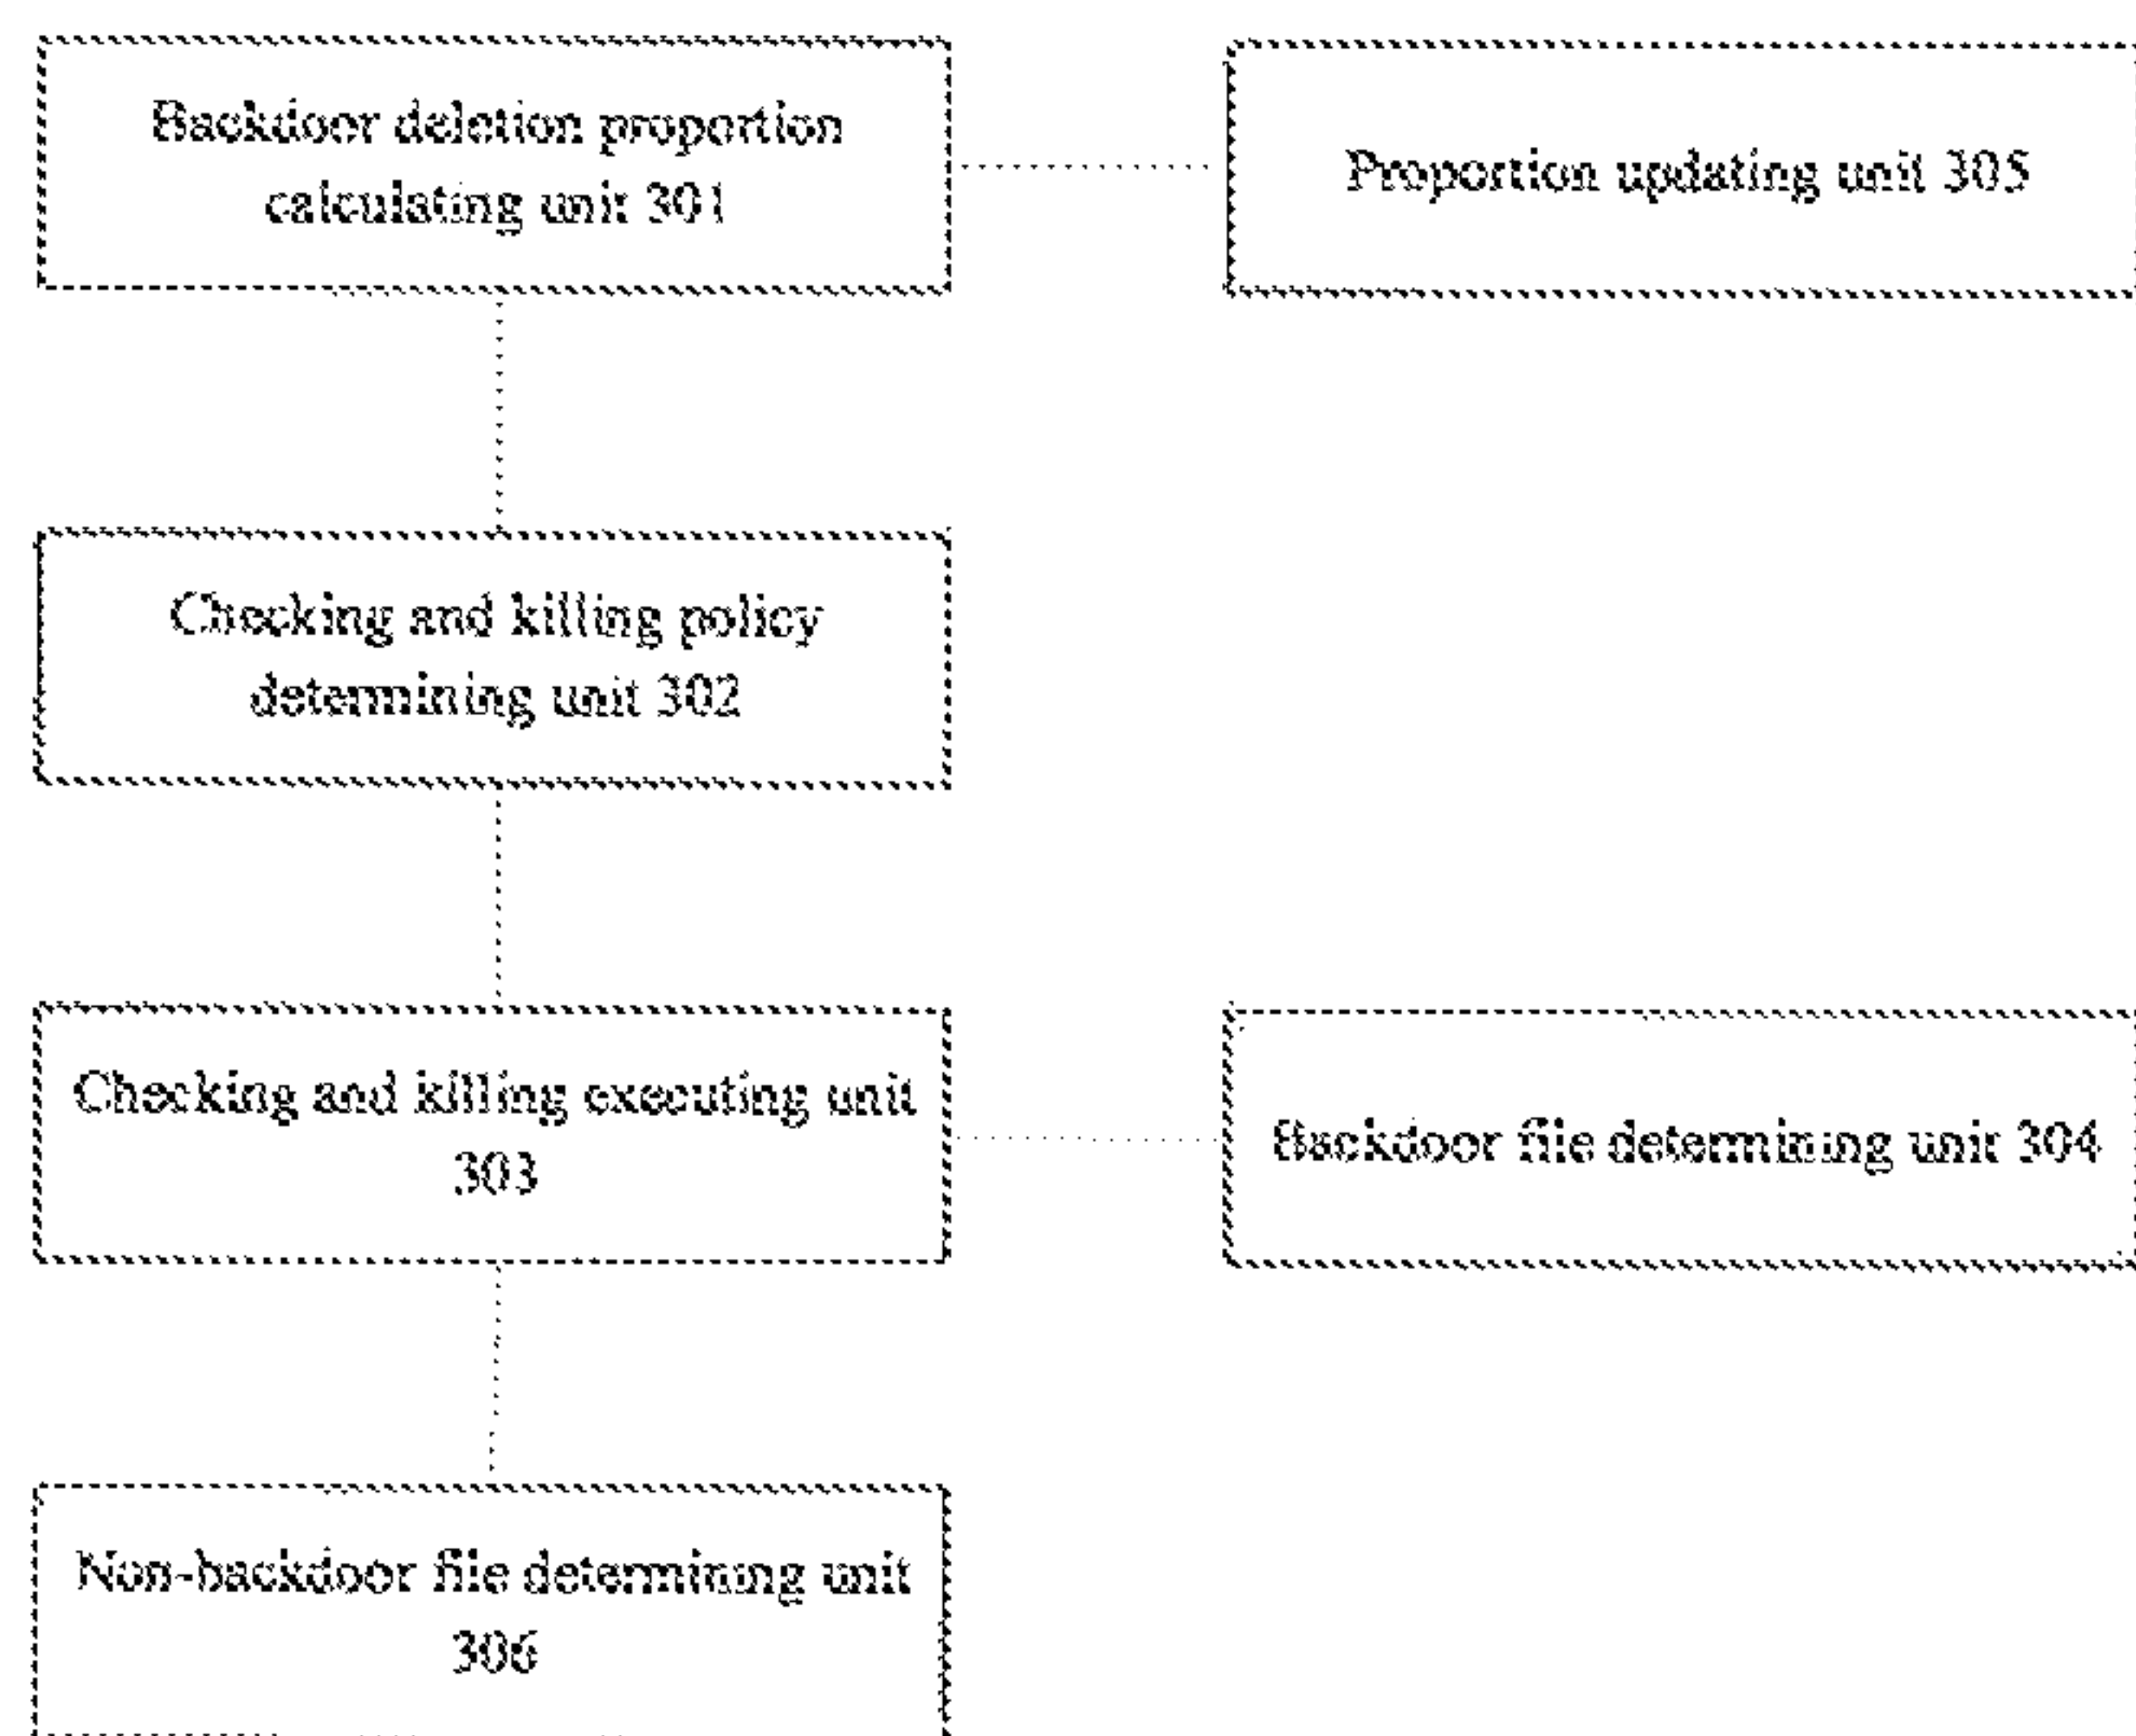 Backdoor deletion proportion
calculating unit 301
Proportion updating unit 305
Checking and killing policy
determining unit 302
Checking and killing executing unit
303
Backdoor file determining unit 304
Non-backdoor file determining unit
306